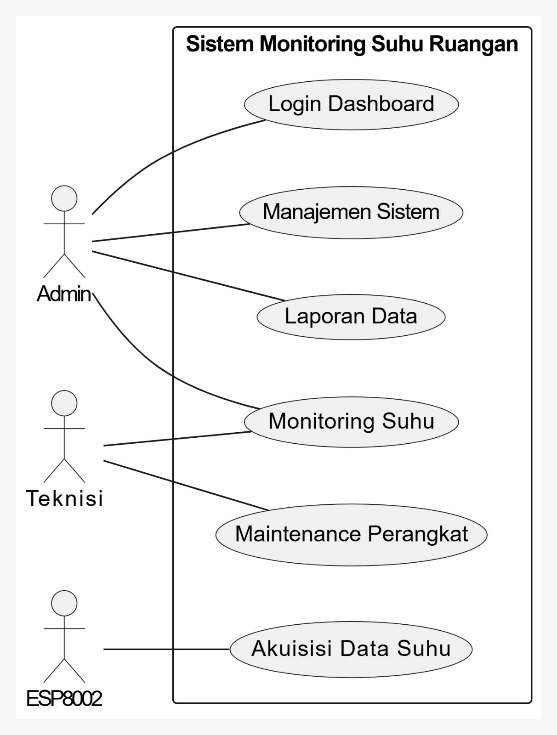 Sistem Monitoring Suhu Ruangan
Login Dashboard
Manajemen Sistem
Admin
Laporan Data
Monitoring Suhu
Teknisi
Maintenance Perangkat
Akuisisi Data Suhu
ESP8002